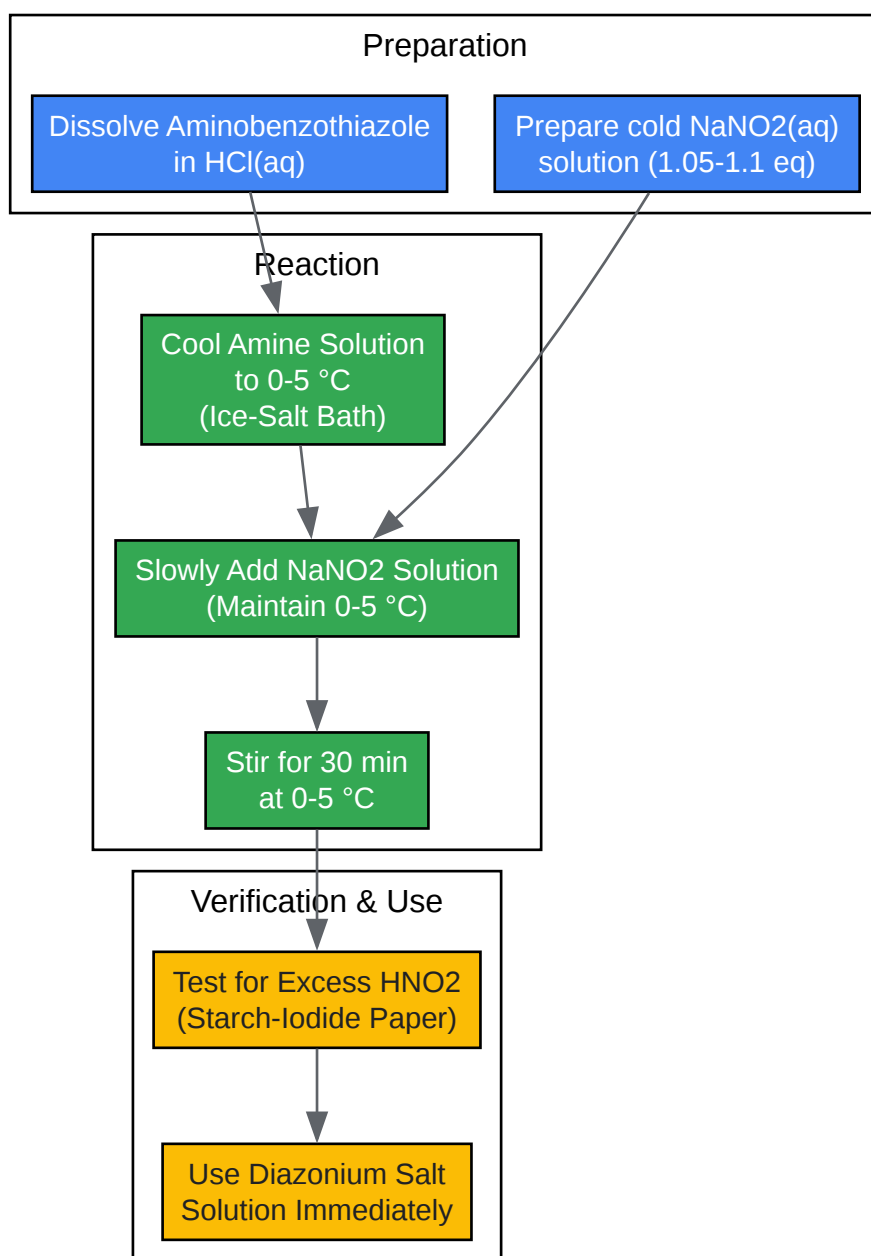 Preparation
Dissolve Aminobenzothiazole
in HCl(aq)
Prepare cold NaNO2(aq)
solution (1.05-1.1 eq)
Reaction
Cool Amine Solution
to 0-5 °C
(Ice-Salt Bath)
Slowly Add NaNO2 Solution
(Maintain 0-5 °C)
Stir for 30 min
at 0-5 °C
Verification & Use
Test for Excess HNO2
(Starch-Iodide Paper)
Use Diazonium Salt
Solution Immediately